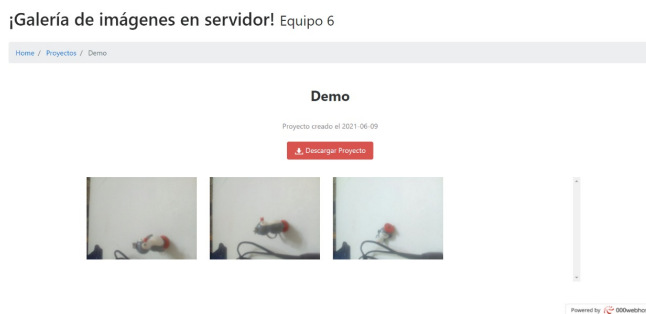 ¡Galería de imágenes en servidor! Equipo 6
Home / Proyectos / Demo
Demo
Proyecto creado el 2021-06-09
Descargar Proyecto
Powered by 000webhos